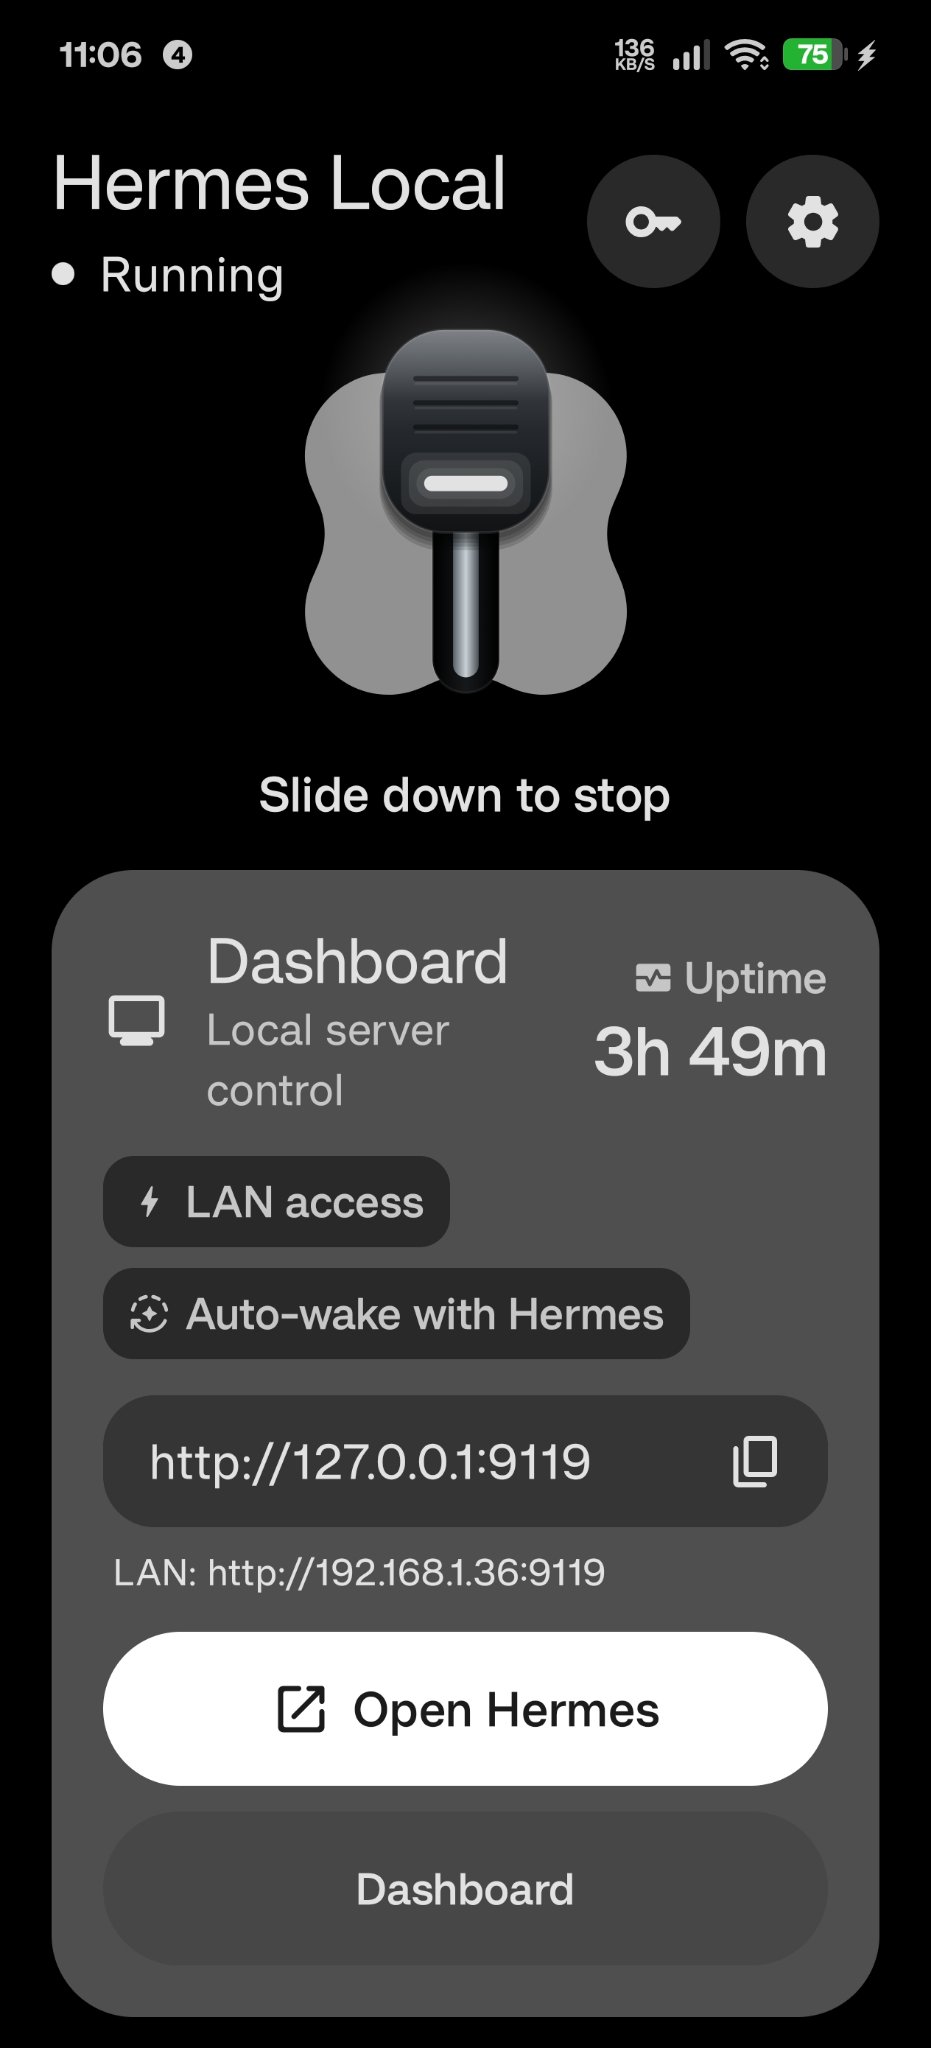 11:06 4 136 KB/S 75
Hermes Local
Running
Slide down to stop
Dashboard
Local server
control
Uptime
3h 49m
LAN access
Auto-wake with Hermes
http://127.0.0.1:9119
LAN: http://192.168.1.36:9119
Open Hermes
Dashboard